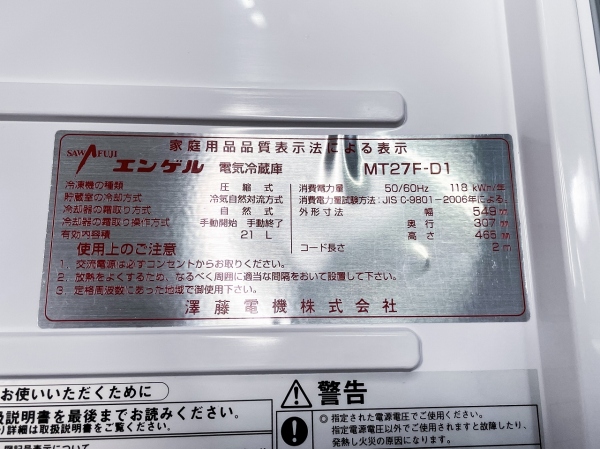 家庭用品品質表示法による表示
SAWAFUJI エンゲル 電気冷蔵庫 MT27F-D1
冷凍機の種類 圧縮式
貯蔵室の冷却方式 冷気自然対流方式
冷却器の霜取り方式 自然式
冷却器の霜取り操作方式 手動開始 手動終了
有効内容積 21 L
消費電力量 50/60Hz 118 kWh/年
消費電力量試験方法:JIS C-9801-2006年による。
外形寸法 幅 549 mm
奥行 307 mm
高さ 465 mm
コード長さ 2 m
使用上のご注意
1. 交流電源は必ずコンセントからお取りください。
2. 放熱をよくするため、なるべく周囲に適当な間隔をおいて設置して下さい。
3. 定格周波数にあった地域で御使用下さい。
澤藤電機株式会社
お使いいただくために
扱説明書を最後までお読みください。
り詳細は取扱説明書をご覧ください。
警告
指定された電源電圧でご使用ください。
指定電源電圧以外でご使用されますと故障したり、
発熱し火災の原因になります。